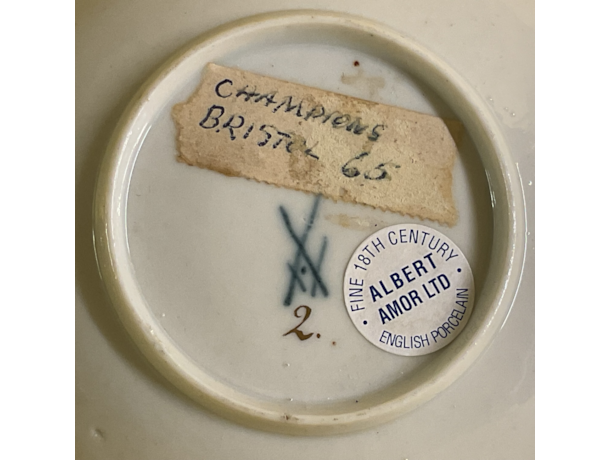 CHAMPIONS
BRISTOL 65
2.
FINE 18TH CENTURY
ALBERT
AMOR LTD
ENGLISH PORCELAIN